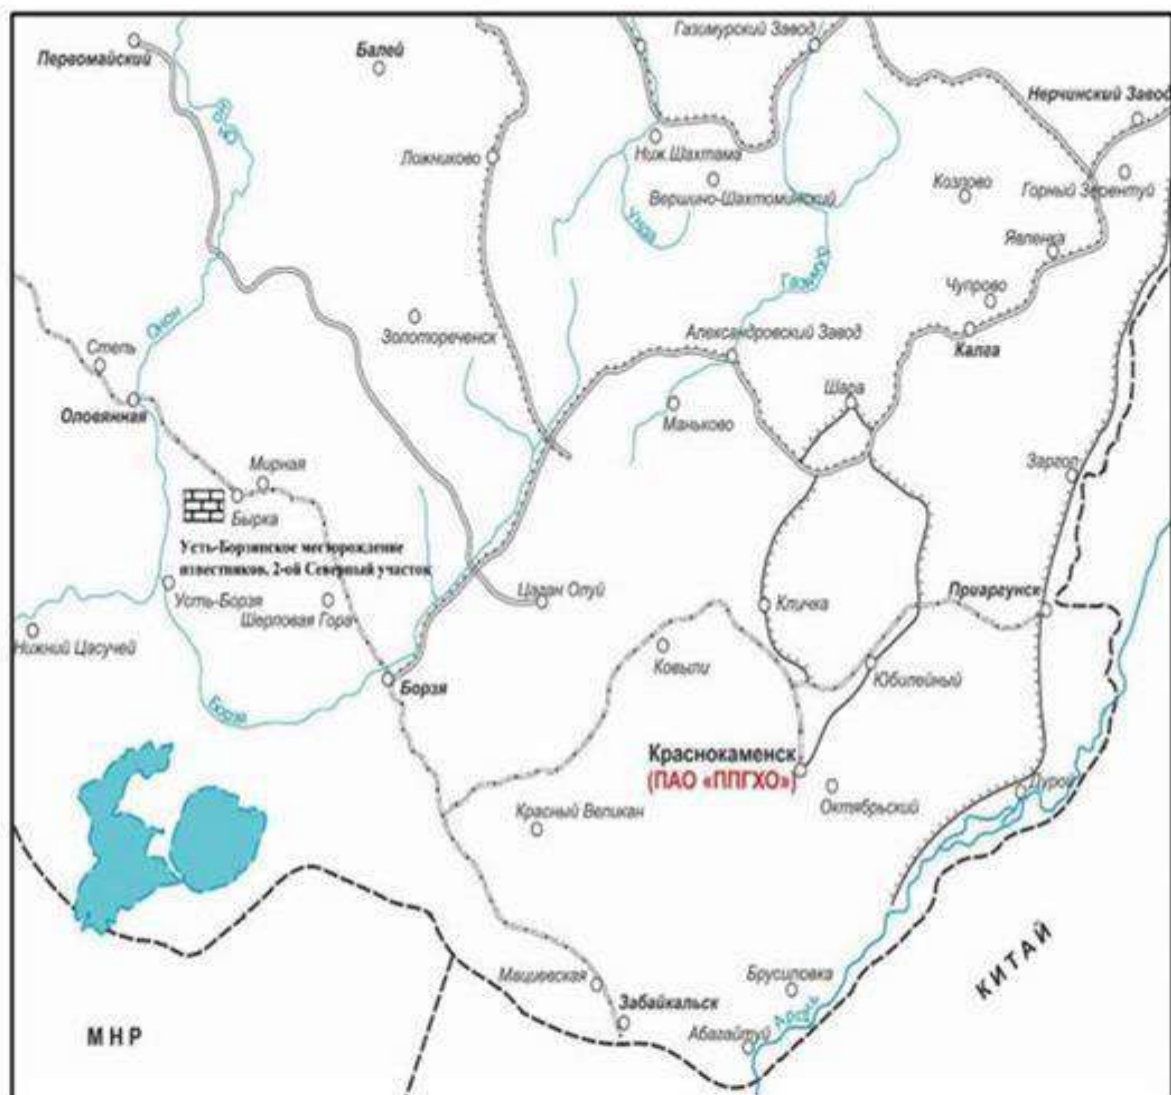 Газимурский Завод
Балей
Первомайский
Нерчинский Завод
Онон
Ложниково
Ниж.Шахтама
Вершино-Шахтоминский
Козлово
Горный Зерентуй
Унда
Явленка
Газимур
Чупрово
Онон
Золотореченск
Александровский Завод
Степь
Калга
Шара
Оловянная
Маньково
Мирная
Заргол
Бырка
Усть-Борзинское месторождение
известняков, 2-ой Северный участок
Цаган Олуй
Усть-Борзя
Шерловая Гора
Кличка
Приаргунск
Нижний Цасучей
Ковыли
Юбилейный
Борзя
Борзя
Краснокаменск
(ПАО «ППГХО»)
Дурой
Октябрьский
Красный Великан
КИТАЙ
Мациевская
Брусиловка
Забайкальск
Аргунь
Абагайтуй
МНР